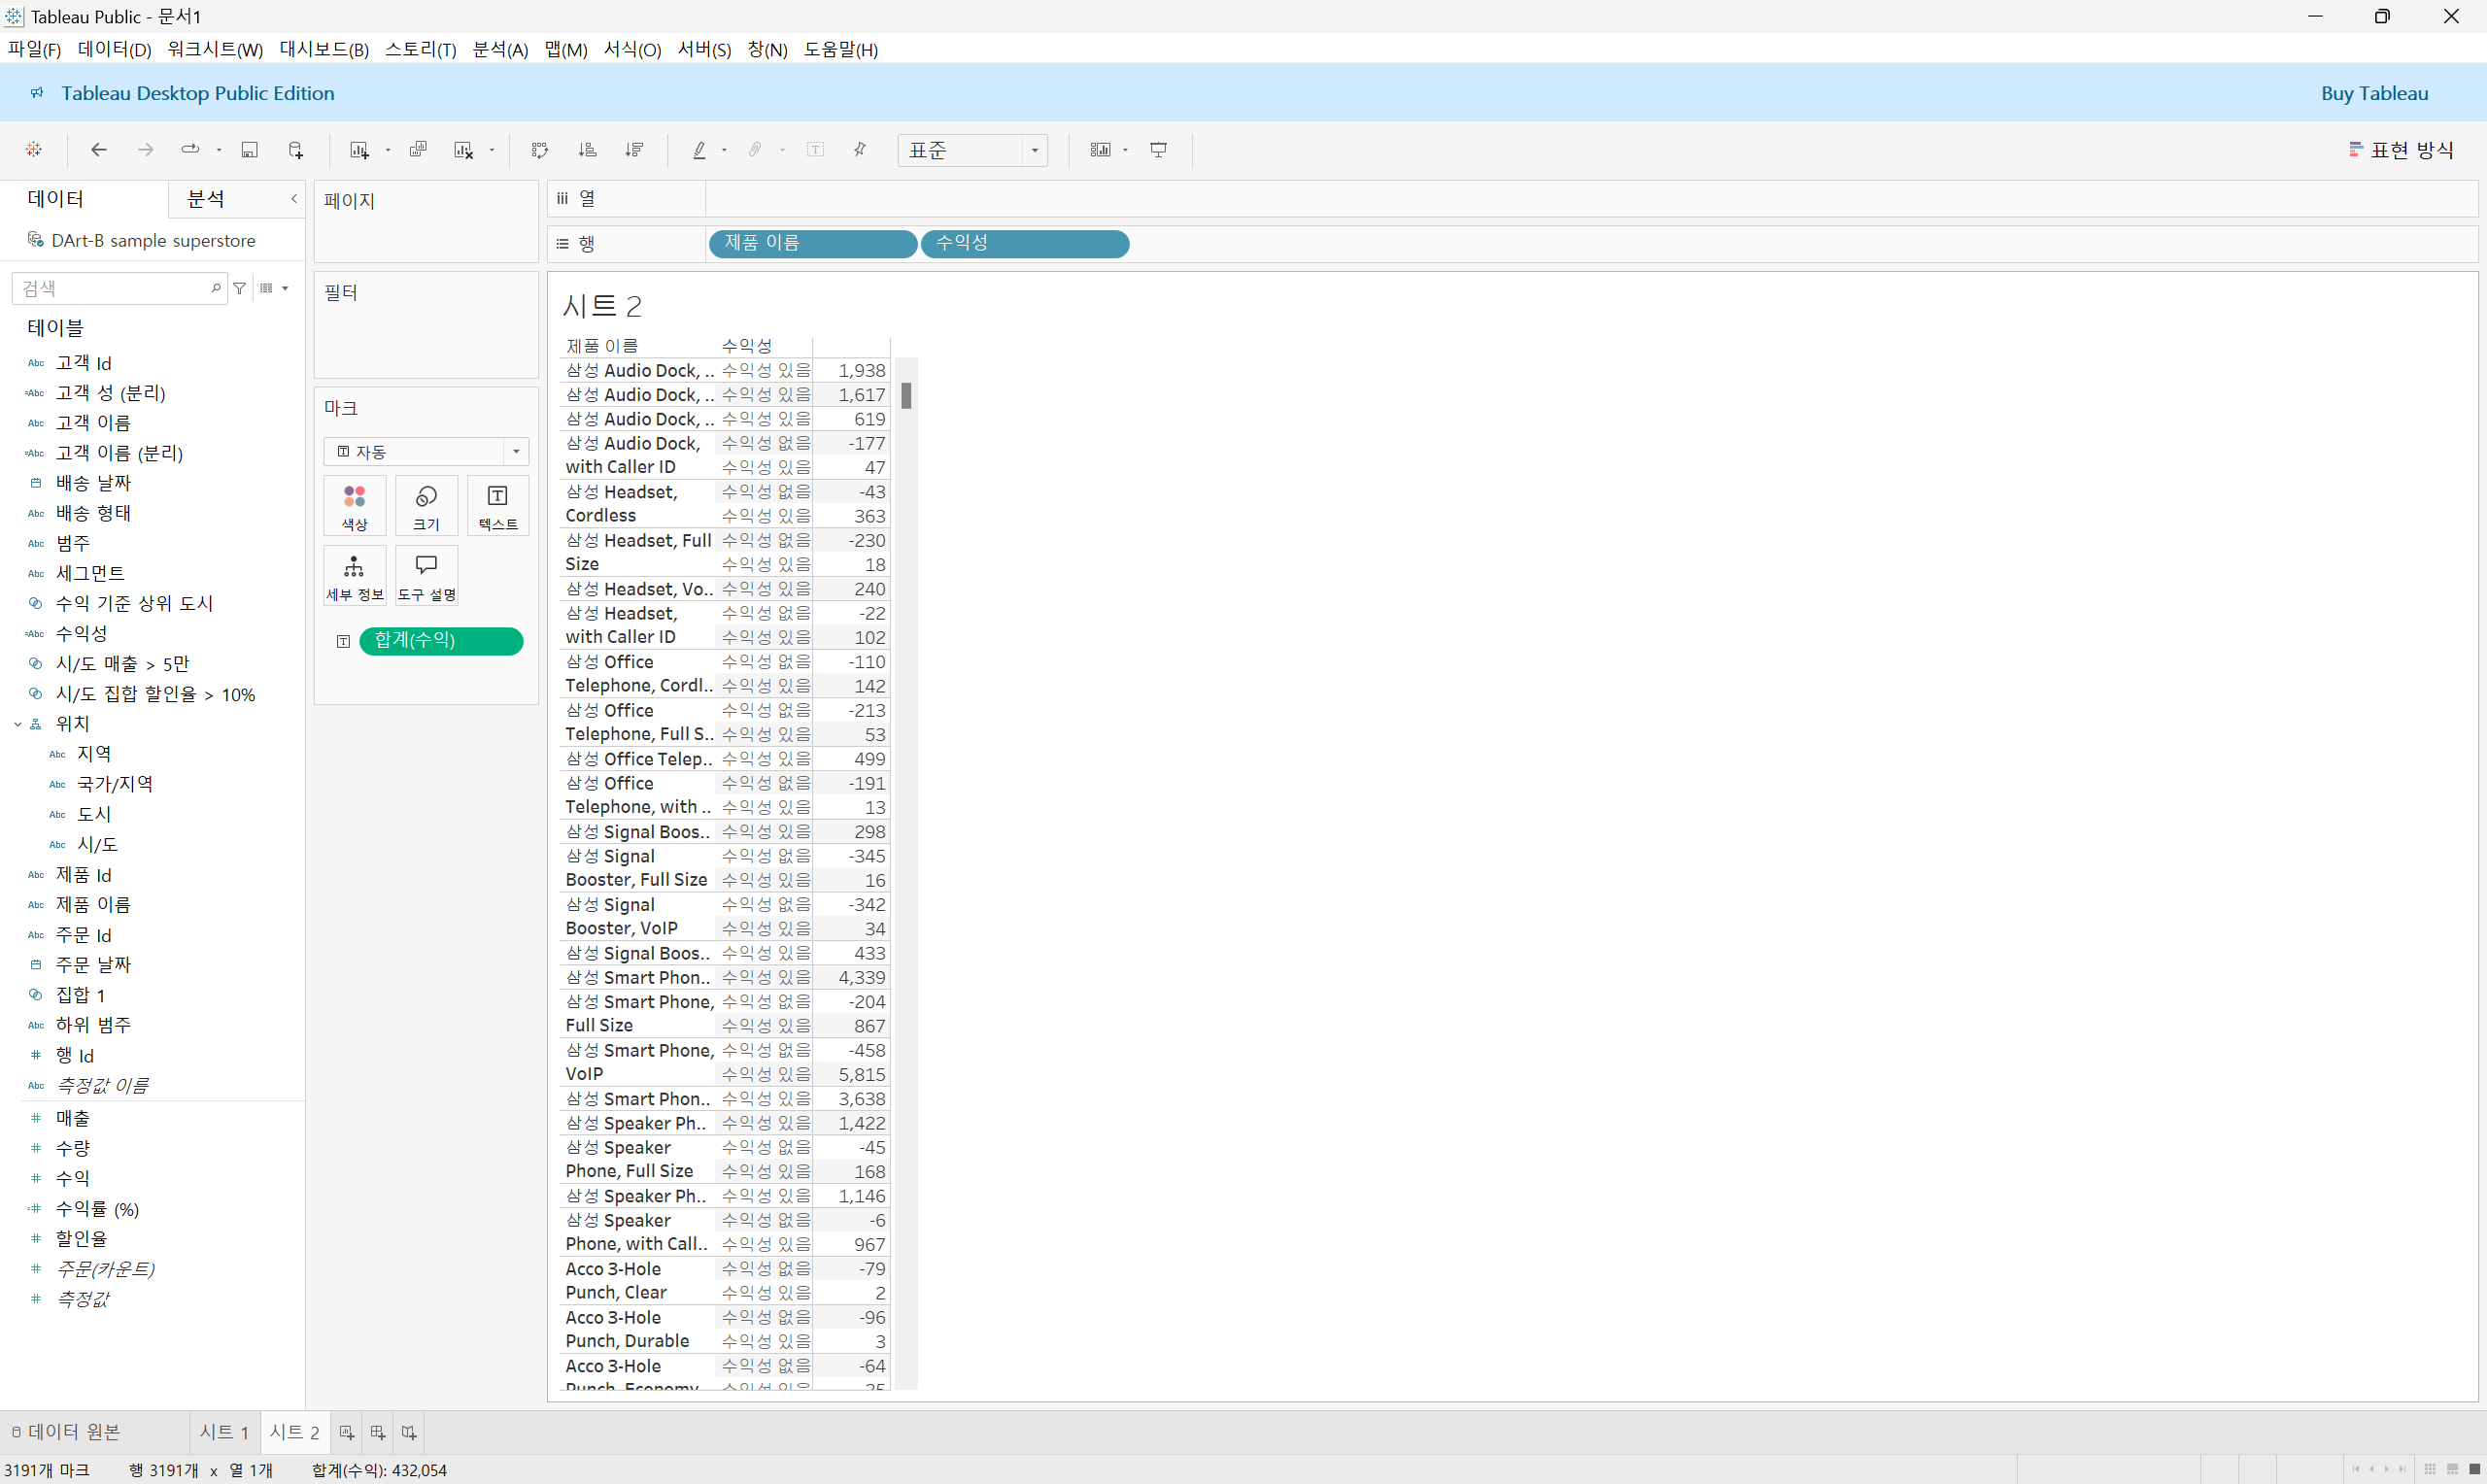 Tableau Public - 문서1
파일(F) 데이터(D) 워크시트(W) 대시보드(B) 스토리(T) 분석(A) 맵(M) 서식(O) 서버(S) 창(N) 도움말(H)
Tableau Desktop Public Edition
Buy Tableau
표준
표현 방식
데이터 분석
DArt-B sample superstore
검색
테이블
Abc 고객 Id
=Abc 고객 성 (분리)
Abc 고객 이름
=Abc 고객 이름 (분리)
배송 날짜
Abc 배송 형태
Abc 범주
Abc 세그먼트
수익 기준 상위 도시
=Abc 수익성
시/도 매출 > 5만
시/도 집합 할인율 > 10%
위치
Abc 지역
Abc 국가/지역
Abc 도시
Abc 시/도
Abc 제품 Id
Abc 제품 이름
Abc 주문 Id
주문 날짜
집합 1
Abc 하위 범주
# 행 Id
Abc 측정값 이름
# 매출
# 수량
# 수익
=# 수익률 (%)
# 할인율
# 주문(카운트)
# 측정값
페이지
필터
마크
자동
색상 크기 텍스트
세부 정보 도구 설명
합계(수익)
iii 열
행 제품 이름 수익성
시트 2
제품 이름 수익성
삼성 Audio Dock, .. 수익성 있음 1,938
삼성 Audio Dock, .. 수익성 있음 1,617
삼성 Audio Dock, .. 수익성 있음 619
삼성 Audio Dock, 수익성 없음 -177
with Caller ID 수익성 있음 47
삼성 Headset, 수익성 없음 -43
Cordless 수익성 있음 363
삼성 Headset, Full 수익성 없음 -230
Size 수익성 있음 18
삼성 Headset, Vo.. 수익성 있음 240
삼성 Headset, 수익성 없음 -22
with Caller ID 수익성 있음 102
삼성 Office 수익성 없음 -110
Telephone, Cordl.. 수익성 있음 142
삼성 Office 수익성 없음 -213
Telephone, Full S.. 수익성 있음 53
삼성 Office Telep.. 수익성 있음 499
삼성 Office 수익성 없음 -191
Telephone, with .. 수익성 있음 13
삼성 Signal Boos.. 수익성 있음 298
삼성 Signal 수익성 없음 -345
Booster, Full Size 수익성 있음 16
삼성 Signal 수익성 없음 -342
Booster, VoIP 수익성 있음 34
삼성 Signal Boos.. 수익성 있음 433
삼성 Smart Phon.. 수익성 있음 4,339
삼성 Smart Phone, 수익성 없음 -204
Full Size 수익성 있음 867
삼성 Smart Phone, 수익성 없음 -458
VoIP 수익성 있음 5,815
삼성 Smart Phon.. 수익성 있음 3,638
삼성 Speaker Ph.. 수익성 있음 1,422
삼성 Speaker 수익성 없음 -45
Phone, Full Size 수익성 있음 168
삼성 Speaker Ph.. 수익성 있음 1,146
삼성 Speaker 수익성 없음 -6
Phone, with Call.. 수익성 있음 967
Acco 3-Hole 수익성 없음 -79
Punch, Clear 수익성 있음 2
Acco 3-Hole 수익성 없음 -96
Punch, Durable 수익성 있음 3
Acco 3-Hole 수익성 없음 -64
Punch, Economy 수익성 있음
데이터 원본 시트 1 시트 2
3191개 마크 행 3191개 x 열 1개 합계(수익): 432,054